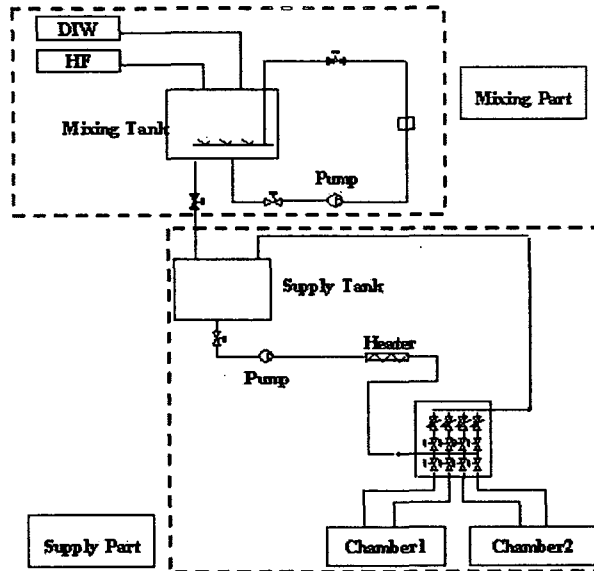 DIW
HF
Mixing Part
Mixing Tank
Pump
Supply Tank
Heater
Pump
Supply Part
Chamber1
Chamber2